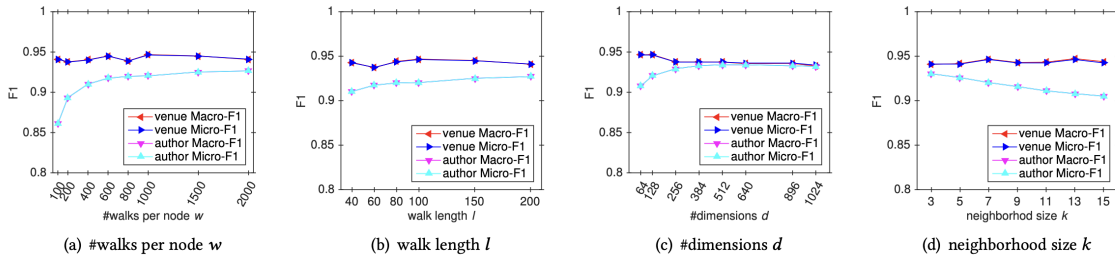 1
0.95
0.9
0.85
0.8
F1
venue Macro-F1
venue Micro-F1
author Macro-F1
author Micro-F1
100
200
400
600
800
1000
1500
2000
#walks per node w
(a) #walks per node w
1
0.95
0.9
0.85
0.8
F1
venue Macro-F1
venue Micro-F1
author Macro-F1
author Micro-F1
40 60 80 100 150 200
walk length l
(b) walk length l
1
0.95
0.9
0.85
0.8
F1
venue Macro-F1
venue Micro-F1
author Macro-F1
author Micro-F1
64
128
256
384
512
640
896
1024
#dimensions d
(c) #dimensions d
1
0.95
0.9
0.85
0.8
F1
venue Macro-F1
venue Micro-F1
author Macro-F1
author Micro-F1
3 5 7 9 11 13 15
neighborhod size k
(d) neighborhood size k